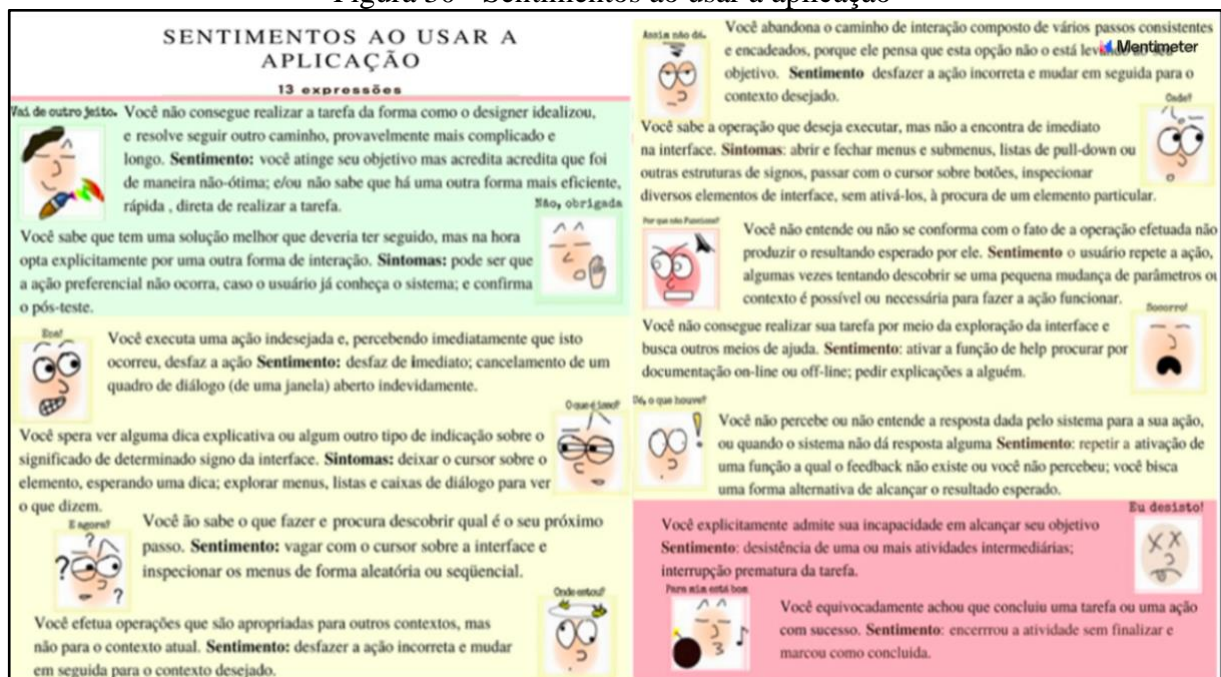 Figura 30 - Sentimentos ao usar a aplicação
SENTIMENTOS AO USAR A
APLICAÇÃO
13 expressões
Vai de outro jeito.
Você não consegue realizar a tarefa da forma como o designer idealizou,
e resolve seguir outro caminho, provavelmente mais complicado e
longo. Sentimento: você atinge seu objetivo mas acredita acredita que foi
de maneira não-ótima; e/ou não sabe que há uma outra forma mais eficiente,
rápida , direta de realizar a tarefa.
Não, obrigada
Você sabe que tem uma solução melhor que deveria ter seguido, mas na hora
opta explicitamente por uma outra forma de interação. Sintomas: pode ser que
a ação preferencial não ocorra, caso o usuário já conheça o sistema; e confirma
o pós-teste.
Você executa uma ação indesejada e, percebendo imediatamente que isto
ocorreu, desfaz a ação Sentimento: desfaz de imediato; cancelamento de um
quadro de diálogo (de uma janela) aberto indevidamente.
O que é isso?
Você spera ver alguma dica explicativa ou algum outro tipo de indicação sobre o
significado de determinado signo da interface. Sintomas: deixar o cursor sobre o
elemento, esperando uma dica; explorar menus, listas e caixas de diálogo para ver
o que dizem.
E agora?
Você ão sabe o que fazer e procura descobrir qual é o seu próximo
passo. Sentimento: vagar com o cursor sobre a interface e
inspecionar os menus de forma aleatória ou seqüencial.
Onde estou?
Você efetua operações que são apropriadas para outros contextos, mas
não para o contexto atual. Sentimento: desfazer a ação incorreta e mudar
em seguida para o contexto desejado.
Assim não dá.
Você abandona o caminho de interação composto de vários passos consistentes
e encadeados, porque ele pensa que esta opção não o está seu
Mentimeter
objetivo. Sentimento desfazer a ação incorreta e mudar em seguida para o
contexto desejado.
Onde?
Você sabe a operação que deseja executar, mas não a encontra de imediato
na interface. Sintomas: abrir e fechar menus e submenus, listas de pull-down ou
outras estruturas de signos, passar com o cursor sobre botões, inspecionar
diversos elementos de interface, sem ativá-los, à procura de um elemento particular.
Por que não Funciona?
Você não entende ou não se conforma com o fato de a operação efetuada não
produzir o resultando esperado por ele. Sentimento o usuário repete a ação,
algumas vezes tentando descobrir se uma pequena mudança de parâmetros ou
contexto é possível ou necessária para fazer a ação funcionar.
Socorro!
Você não consegue realizar sua tarefa por meio da exploração da interface e
busca outros meios de ajuda. Sentimento: ativar a função de help procurar por
documentação on-line ou off-line; pedir explicações a alguém.
o que houve?
Você não percebe ou não entende a resposta dada pelo sistema para a sua ação,
ou quando o sistema não dá resposta alguma Sentimento: repetir a ativação de
uma função a qual o feedback não existe ou você não percebeu; você bisca
uma forma alternativa de alcançar o resultado esperado.
Eu desisto!
Você explicitamente admite sua incapacidade em alcançar seu objetivo
Sentimento: desistência de uma ou mais atividades intermediárias;
interrupção prematura da tarefa.
Para mim está bom
Você equivocadamente achou que concluiu uma tarefa ou uma ação
com sucesso. Sentimento: encerrrou a atividade sem finalizar e
marcou como concluida.